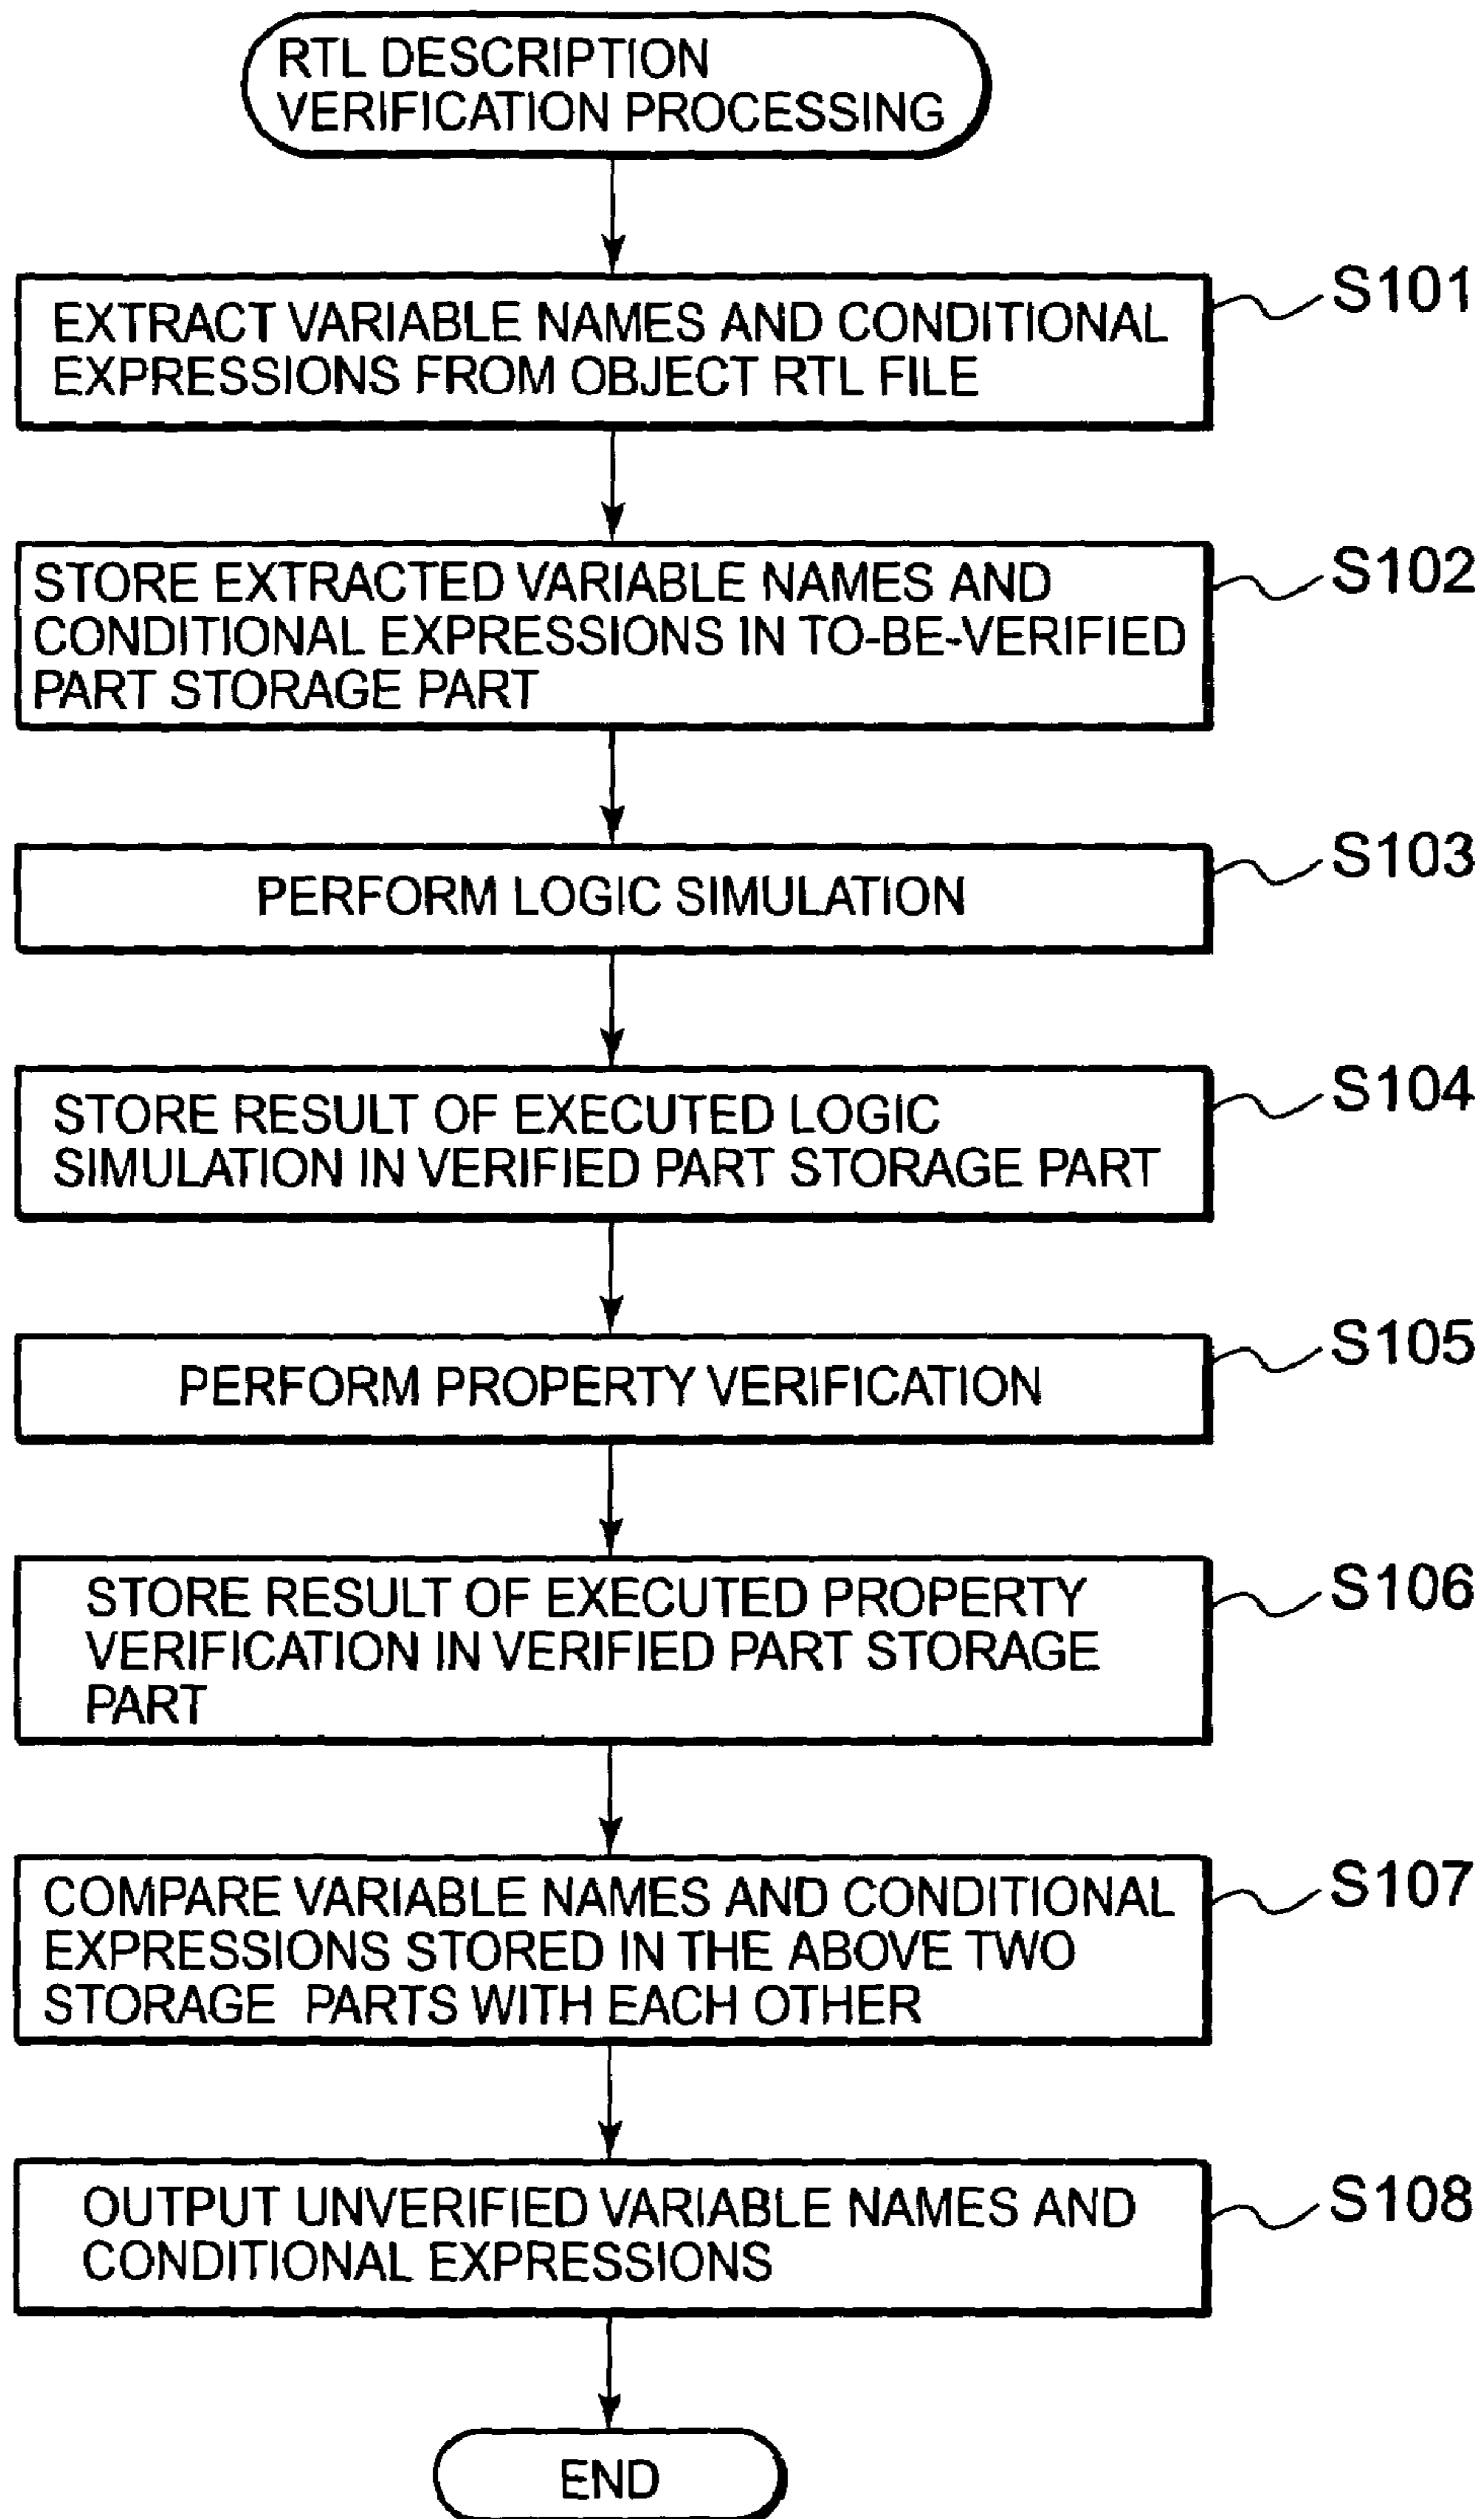 RTL DESCRIPTION
VERIFICATION PROCESSING
S101
EXTRACT VARIABLE NAMES AND CONDITIONAL
EXPRESSIONS FROM OBJECT RTL FILE
S102
STORE EXTRACTED VARIABLE NAMES AND
CONDITIONAL EXPRESSIONS IN TO-BE-VERIFIED
PART STORAGE PART
S103
PERFORM LOGIC SIMULATION
S104
STORE RESULT OF EXECUTED LOGIC
SIMULATION IN VERIFIED PART STORAGE PART
S105
PERFORM PROPERTY VERIFICATION
S106
STORE RESULT OF EXECUTED PROPERTY
VERIFICATION IN VERIFIED PART STORAGE
PART
S107
COMPARE VARIABLE NAMES AND CONDITIONAL
EXPRESSIONS STORED IN THE ABOVE TWO
STORAGE PARTS WITH EACH OTHER
S108
OUTPUT UNVERIFIED VARIABLE NAMES AND
CONDITIONAL EXPRESSIONS
END